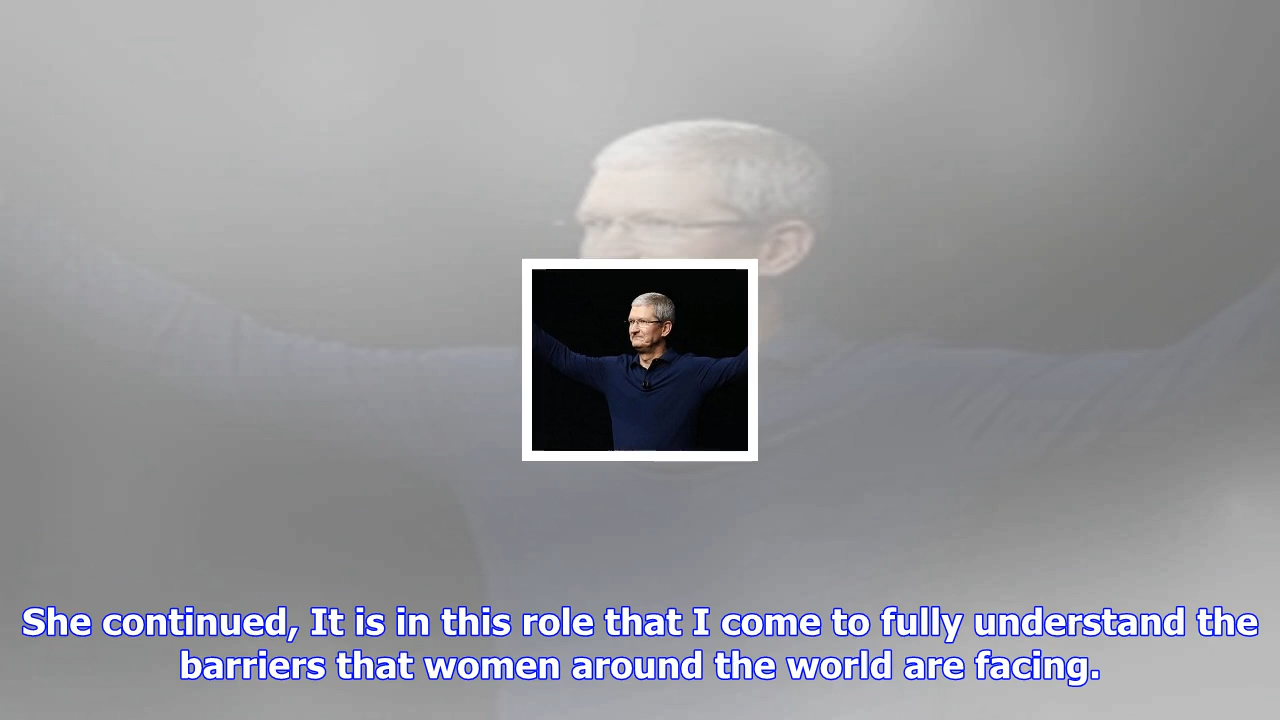 She continued, It is in this role that I come to fully understand the
barriers that women around the world are facing.